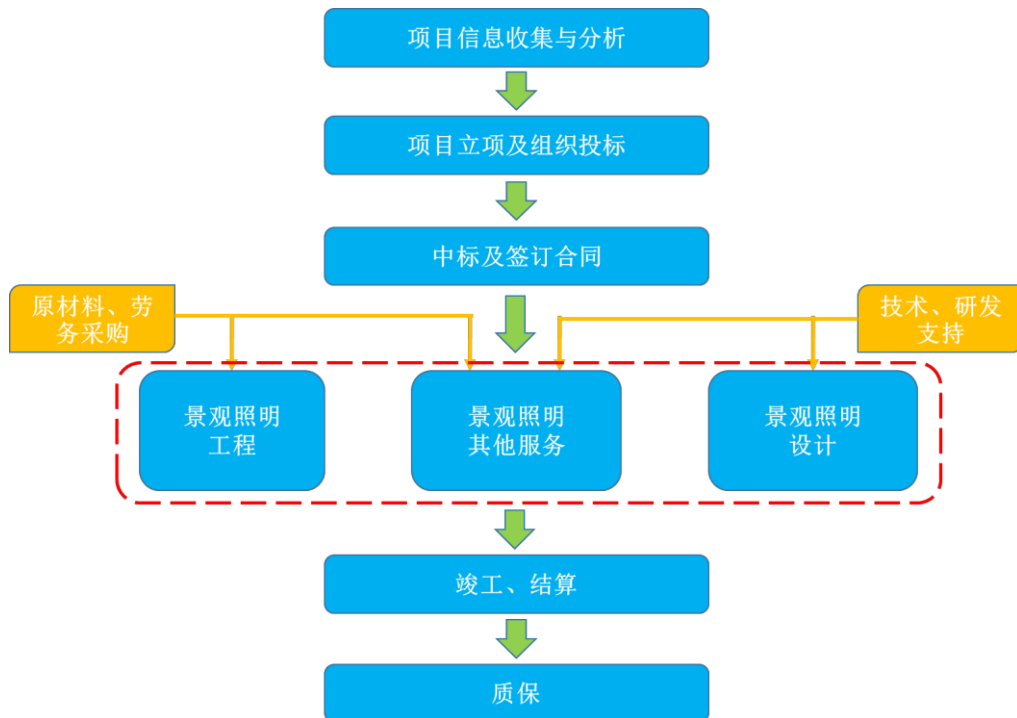 项目信息收集与分析
项目立项及组织投标
中标及签订合同
原材料、劳
务采购
技术、研发
支持
景观照明
工程
景观照明
其他服务
景观照明
设计
竣工、结算
质保